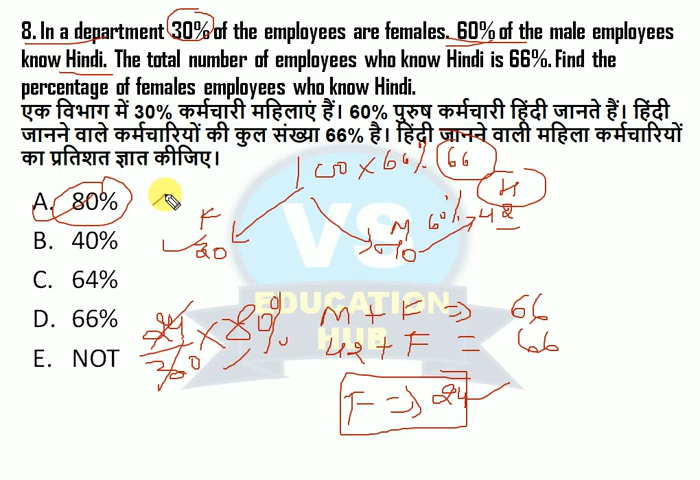 8. In a department 30% of the employees are females. 60% of the male employees
know Hindi. The total number of employees who know Hindi is 66%. Find the
percentage of females employees who know Hindi.
एक विभाग में 30% कर्मचारी महिलाएं हैं। 60% पुरुष कर्मचारी हिंदी जानते हैं। हिंदी
जानने वाले कर्मचारियों की कुल संख्या 66% है। हिंदी जानने वाली महिला कर्मचारियों
का प्रतिशत ज्ञात कीजिए।
100 x 66% 66
H
A. 80%
F
M 60% 42
30
70
B. 40%
VS
C. 64%
EDUCATION
HUB
M + F => 66
D. 66%
42 + F = 66
E. NOT
F => 24